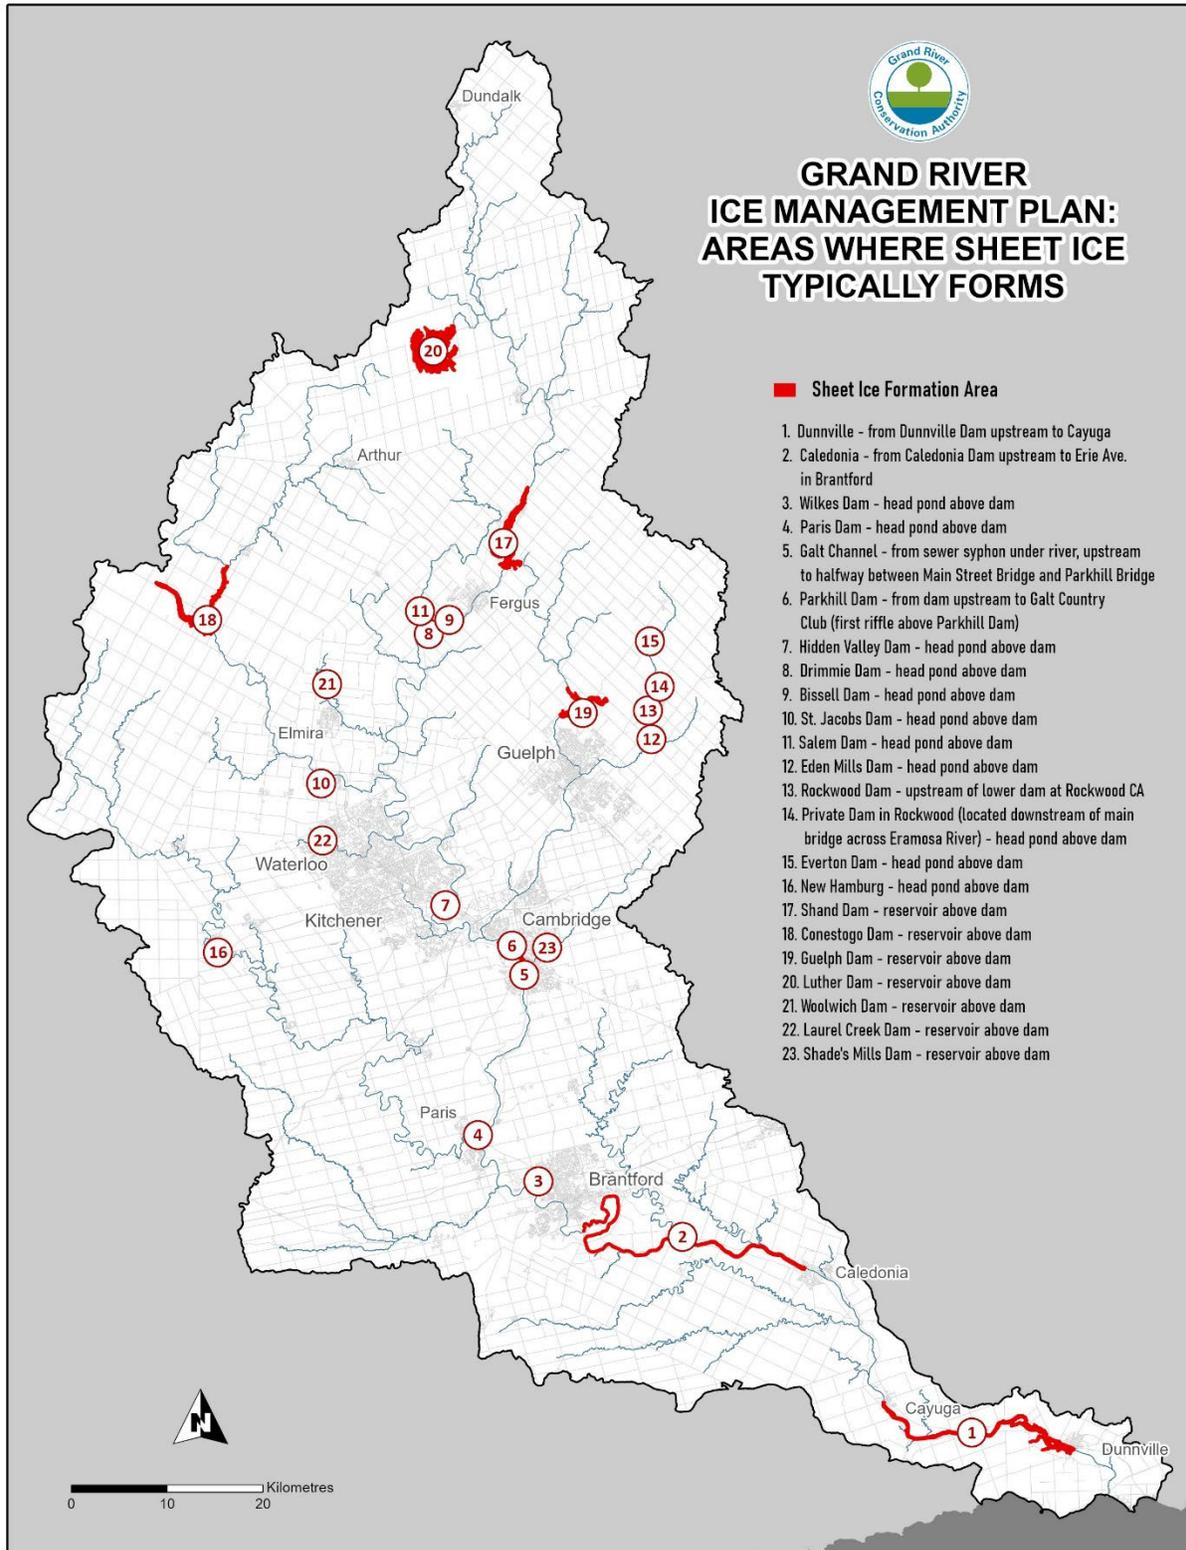 Grand River
Conservation Authority
GRAND RIVER
ICE MANAGEMENT PLAN:
AREAS WHERE SHEET ICE
TYPICALLY FORMS
Sheet Ice Formation Area
1. Dunnville - from Dunnville Dam upstream to Cayuga
2. Caledonia - from Caledonia Dam upstream to Erie Ave.
in Brantford
3. Wilkes Dam - head pond above dam
4. Paris Dam - head pond above dam
5. Galt Channel - from sewer syphon under river, upstream
to halfway between Main Street Bridge and Parkhill Bridge
6. Parkhill Dam - from dam upstream to Galt Country
Club (first riffle above Parkhill Dam)
7. Hidden Valley Dam - head pond above dam
8. Drimmie Dam - head pond above dam
9. Bissell Dam - head pond above dam
10. St. Jacobs Dam - head pond above dam
11. Salem Dam - head pond above dam
12. Eden Mills Dam - head pond above dam
13. Rockwood Dam - upstream of lower dam at Rockwood CA
14. Private Dam in Rockwood (located downstream of main
bridge across Eramosa River) - head pond above dam
15. Everton Dam - head pond above dam
16. New Hamburg - head pond above dam
17. Shand Dam - reservoir above dam
18. Conestogo Dam - reservoir above dam
19. Guelph Dam - reservoir above dam
20. Luther Dam - reservoir above dam
21. Woolwich Dam - reservoir above dam
22. Laurel Creek Dam - reservoir above dam
23. Shade's Mills Dam - reservoir above dam
Dundalk
20
Arthur
17
Fergus
11
9
8
18
15
21
14
19
13
12
Elmira
Guelph
10
22
Waterloo
7
Kitchener
Cambridge
6
23
16
5
Paris
4
3
Brantford
2
Caledonia
Cayuga
1
Dunnville
N
Kilometres
0
10
20